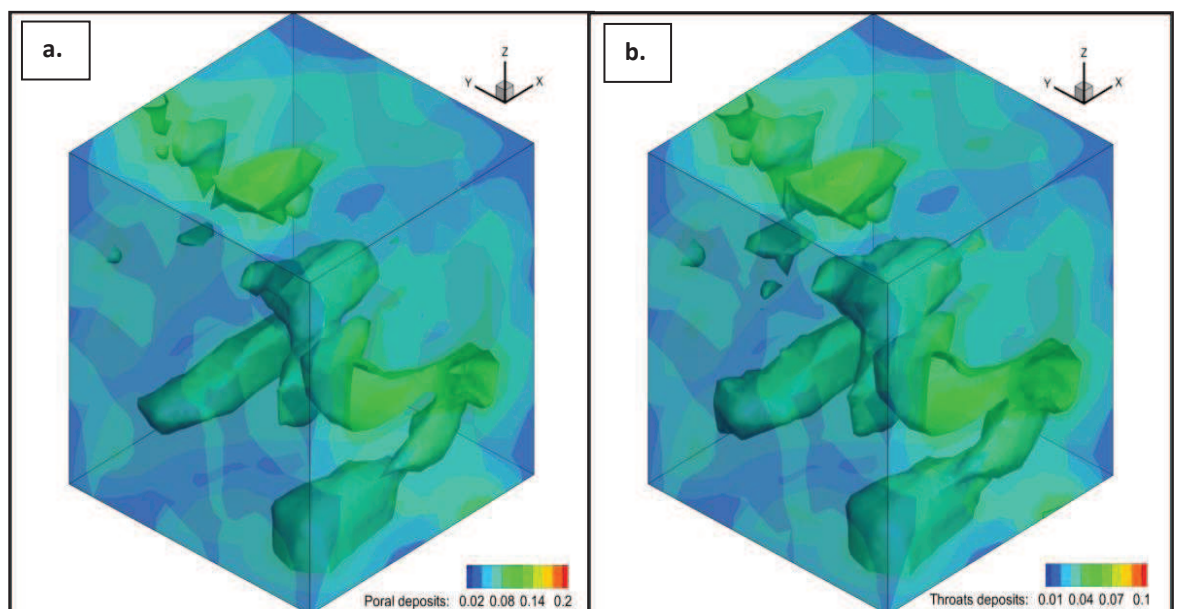 a.
Z
Y X
Poral deposits: 0.02 0.08 0.14 0.2
b.
Z
Y X
Throats deposits: 0.01 0.04 0.07 0.1